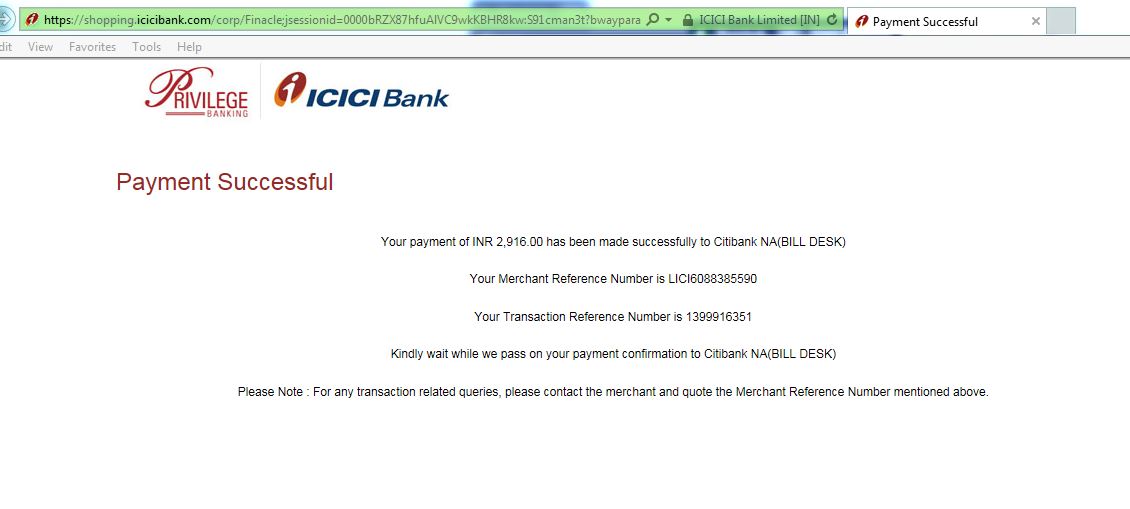 https://shopping.icicibank.com/corp/Finacle;jsessionid=0000bRZX87hfuAIVC9wkKBHR8kw:S91cman3t?bwaypara
ICICI Bank Limited [IN]
Payment Successful
dit View Favorites Tools Help
PRIVILEGE
BANKING
ICICI Bank
Payment Successful
Your payment of INR 2,916.00 has been made successfully to Citibank NA(BILL DESK)
Your Merchant Reference Number is LICI6088385590
Your Transaction Reference Number is 1399916351
Kindly wait while we pass on your payment confirmation to Citibank NA(BILL DESK)
Please Note : For any transaction related queries, please contact the merchant and quote the Merchant Reference Number mentioned above.